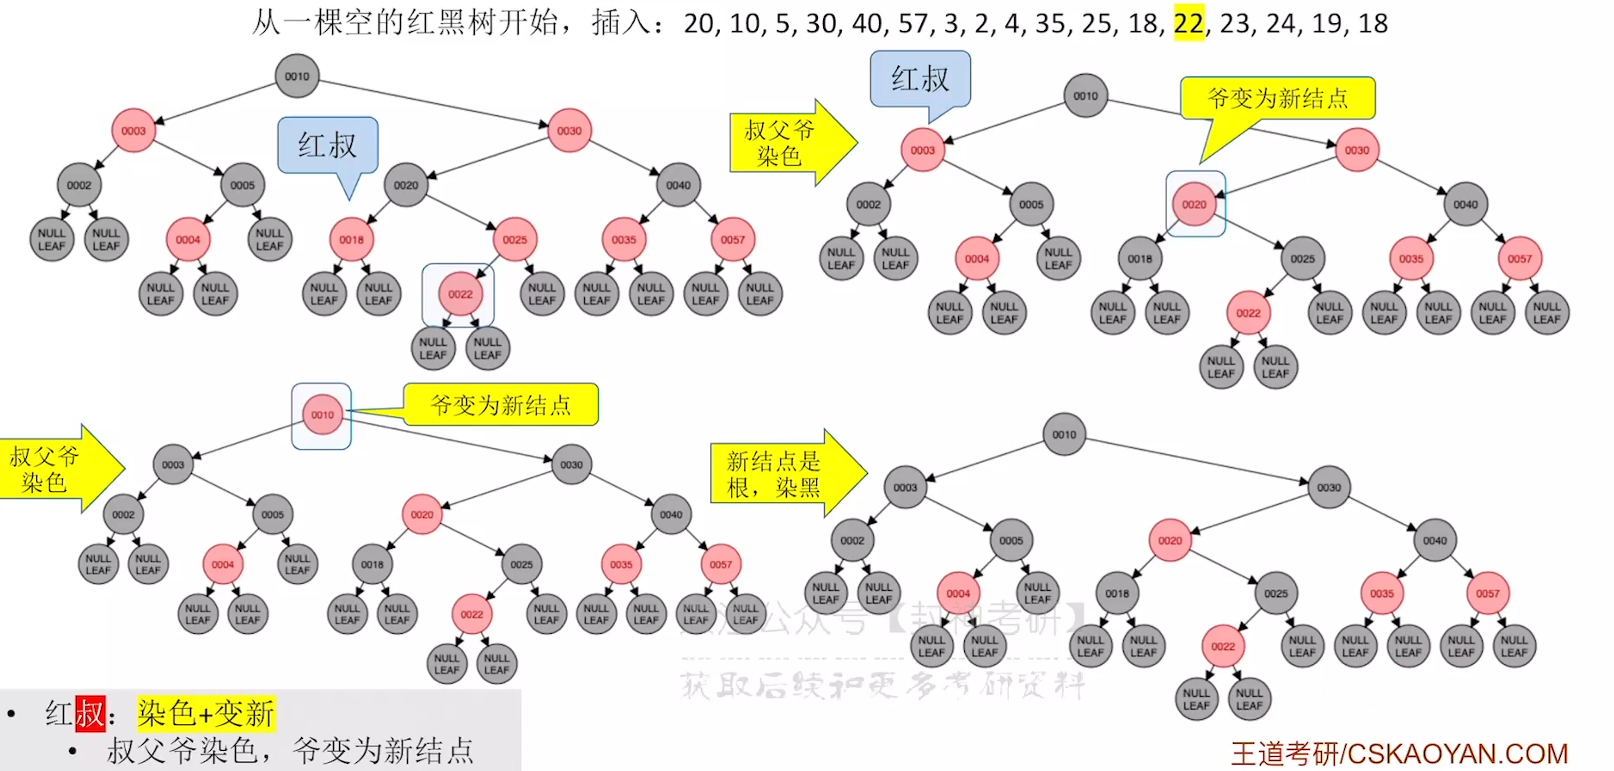 从一棵空的红黑树开始，插入：20, 10, 5, 30, 40, 57, 3, 2, 4, 35, 25, 18, 22, 23, 24, 19, 18
0010
0003
0030
红叔
0002
0005
0020
0040
NULL LEAF
NULL LEAF
0004
NULL LEAF
0018
0025
0035
0057
NULL LEAF
NULL LEAF
NULL LEAF
NULL LEAF
0022
NULL LEAF
NULL LEAF
NULL LEAF
NULL LEAF
NULL LEAF
NULL LEAF
NULL LEAF
叔父爷
染色
红叔
爷变为新结点
0010
0003
0030
0002
0005
0020
0040
NULL LEAF
NULL LEAF
0004
NULL LEAF
0018
0025
0035
0057
NULL LEAF
NULL LEAF
NULL LEAF
NULL LEAF
0022
NULL LEAF
NULL LEAF
NULL LEAF
NULL LEAF
NULL LEAF
NULL LEAF
NULL LEAF
叔父爷
染色
爷变为新结点
0010
0003
0030
0002
0005
0020
0040
NULL LEAF
NULL LEAF
0004
NULL LEAF
0018
0025
0035
0057
NULL LEAF
NULL LEAF
NULL LEAF
NULL LEAF
0022
NULL LEAF
NULL LEAF
NULL LEAF
NULL LEAF
NULL LEAF
NULL LEAF
NULL LEAF
新结点是
根，染黑
0010
0003
0030
0002
0005
0020
0040
NULL LEAF
NULL LEAF
0004
NULL LEAF
0018
0025
0035
0057
NULL LEAF
NULL LEAF
NULL LEAF
NULL LEAF
0022
NULL LEAF
NULL LEAF
NULL LEAF
NULL LEAF
NULL LEAF
NULL LEAF
NULL LEAF
公众号【封神考研】
获取后续和更多考研资料
• 红叔：染色+变新
• 叔父爷染色，爷变为新结点
王道考研/CSKAOYAN.COM